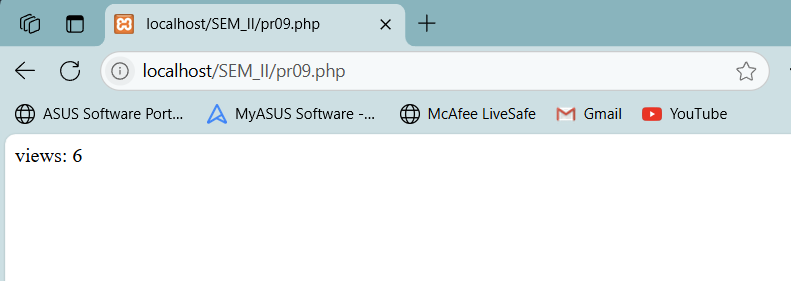 localhost/SEM_II/pr09.php
localhost/SEM_II/pr09.php
ASUS Software Port... MyASUS Software -... McAfee LiveSafe Gmail YouTube
views: 6